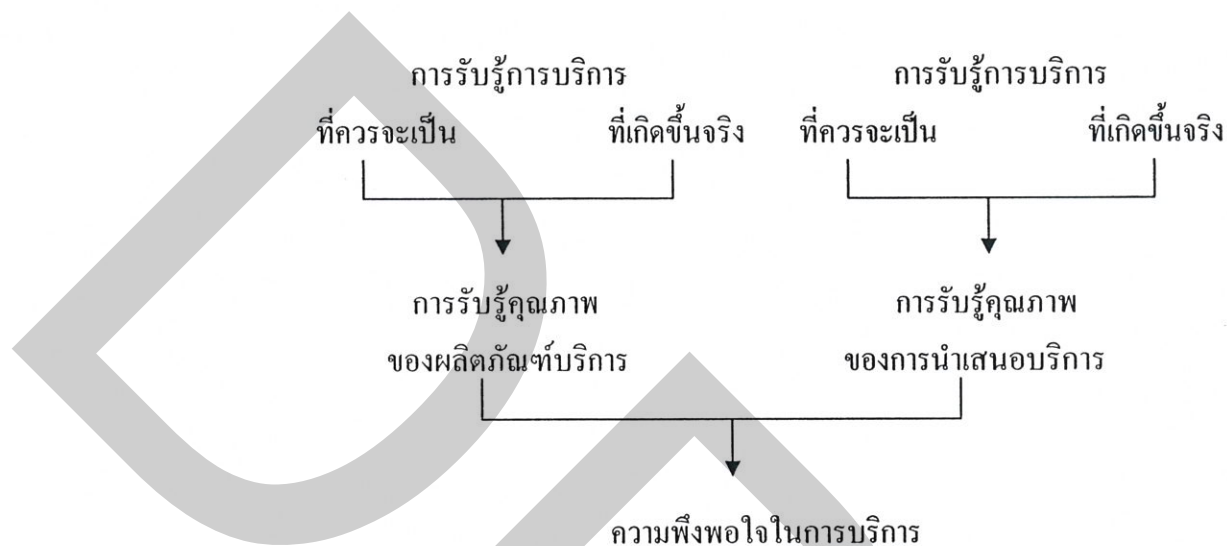 การรับรู้การบริการ การรับรู้การบริการ
ที่ควรจะเป็น ที่เกิดขึ้นจริง ที่ควรจะเป็น ที่เกิดขึ้นจริง
การรับรู้คุณภาพ การรับรู้คุณภาพ
ของผลิตภัณฑ์บริการ ของการนำเสนอบริการ
ความพึงพอใจในการบริการ